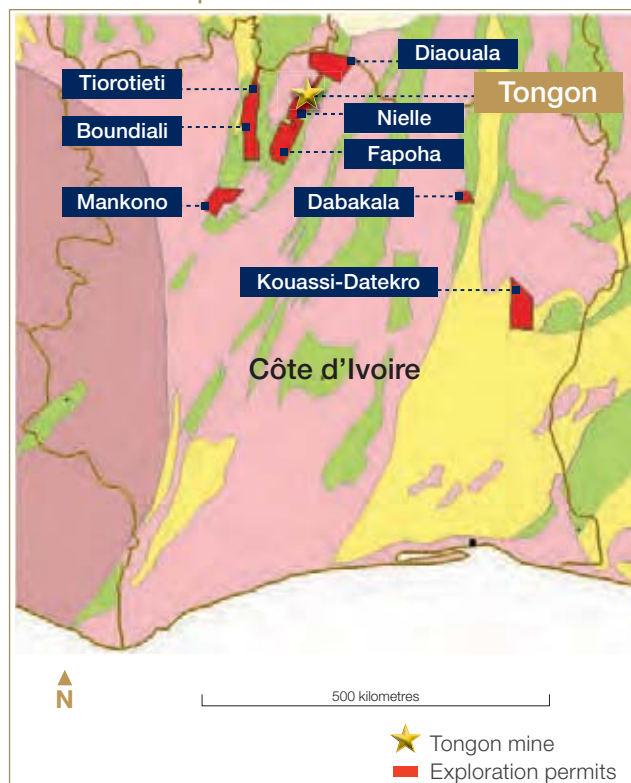 Diaouala
Tiorotieti
Tongon
Nielle
Boundiali
Fapoha
Mankono
Dabakala
Kouassi-Datekro
Côte d'Ivoire
N
500 kilometres
Tongon mine
Exploration permits